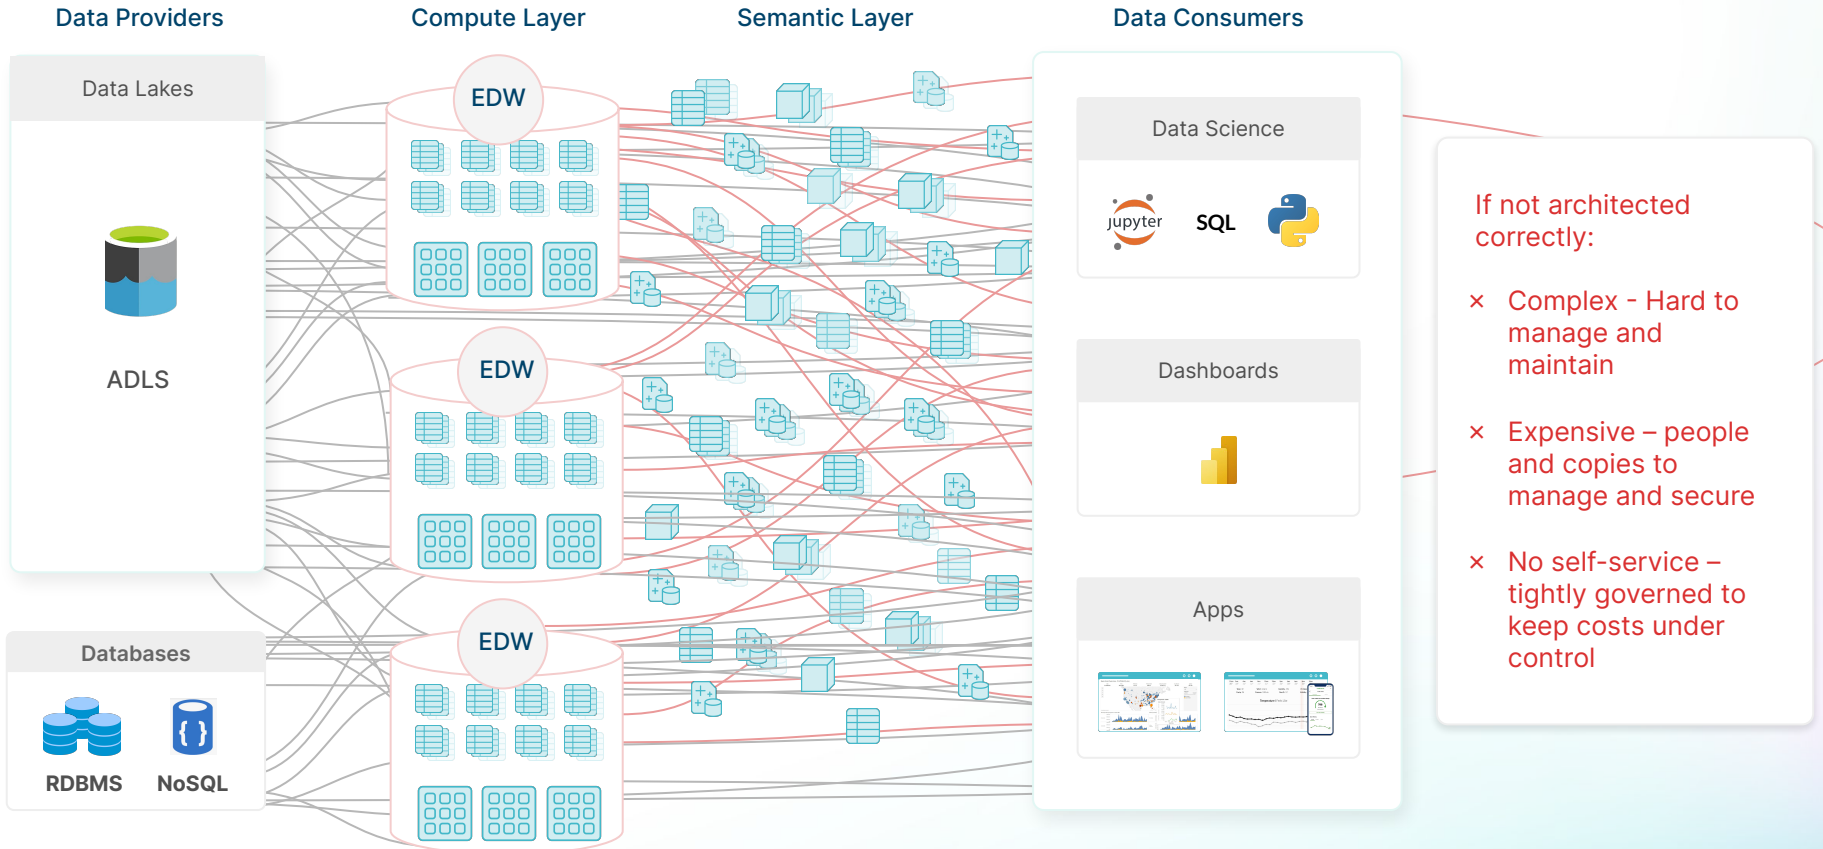 Data Providers
Compute Layer
Semantic Layer
Data Consumers
Data Lakes
ADLS
Databases
RDBMS
NoSQL
EDW
EDW
EDW
Data Science
jupyter
SQL
Dashboards
Apps
If not architected
correctly:
× Complex - Hard to
manage and
maintain
× Expensive – people
and copies to
manage and secure
× No self-service –
tightly governed to
keep costs under
control